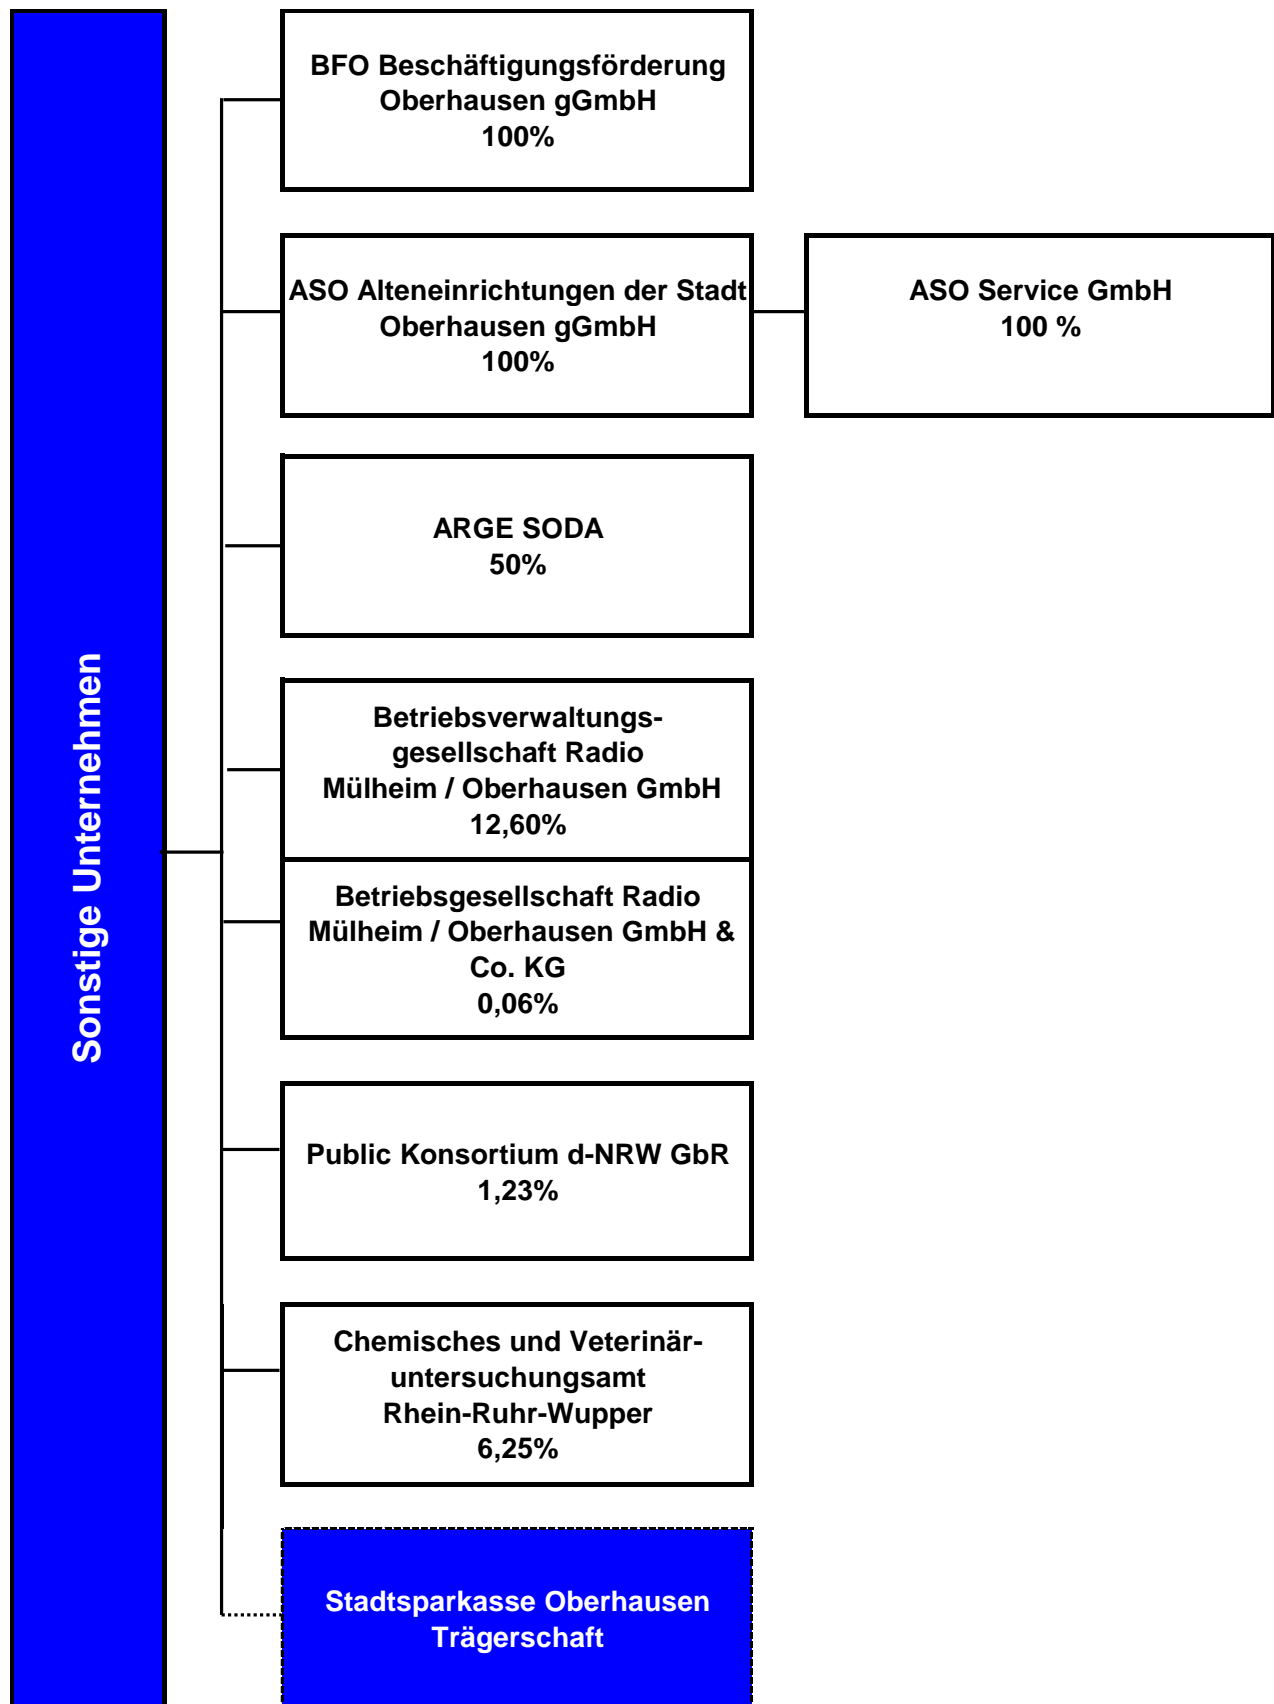 Sonstige Unternehmen
BFO Beschäftigungsförderung
Oberhausen gGmbH
100%
ASO Alteneinrichtungen der Stadt
Oberhausen gGmbH
100%
ASO Service GmbH
100 %
ARGE SODA
50%
Betriebsverwaltungs-
gesellschaft Radio
Mülheim / Oberhausen GmbH
12,60%
Betriebsgesellschaft Radio
Mülheim / Oberhausen GmbH &
Co. KG
0,06%
Public Konsortium d-NRW GbR
1,23%
Chemisches und Veterinär-
untersuchungsamt
Rhein-Ruhr-Wupper
6,25%
Stadtsparkasse Oberhausen
Trägerschaft